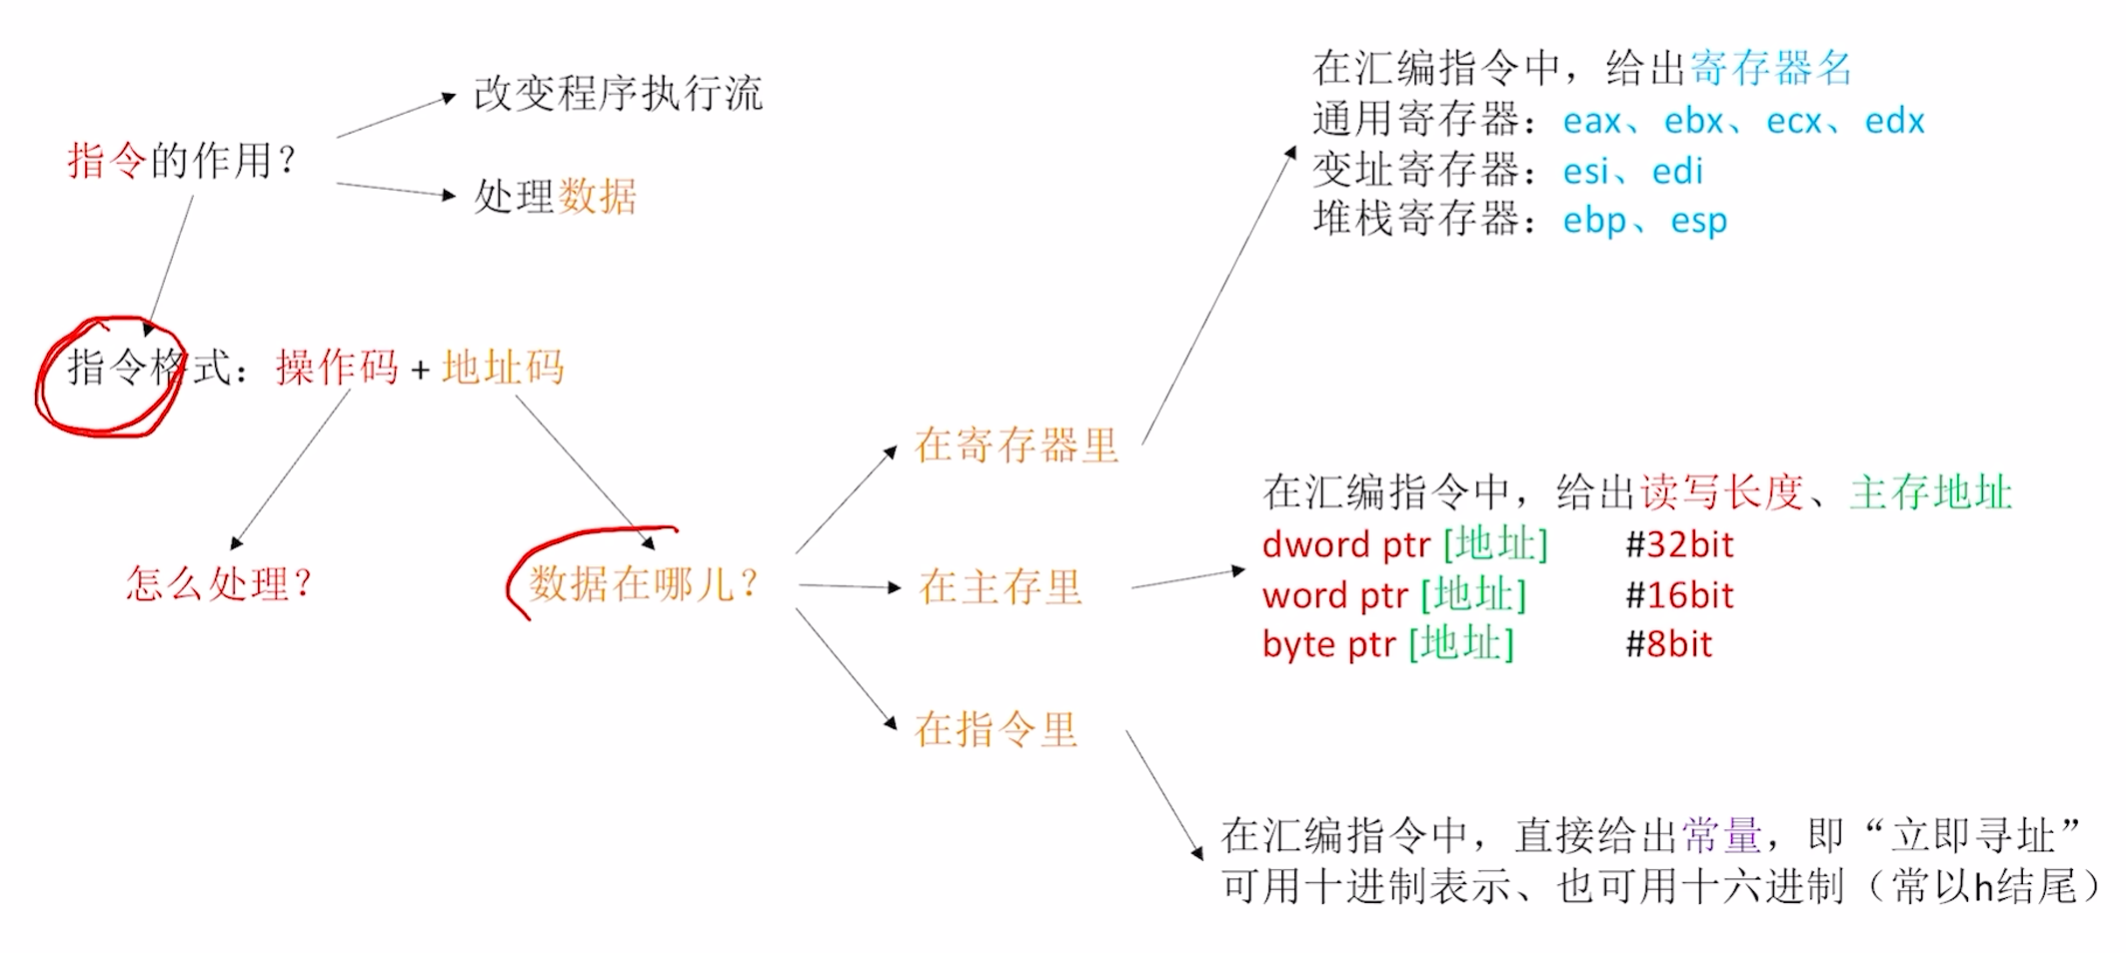 指令的作用？
改变程序执行流
处理数据
指令格式：操作码 + 地址码
怎么处理？
数据在哪儿？
在寄存器里
在主存里
在指令里
在汇编指令中，给出寄存器名
通用寄存器：eax、ebx、ecx、edx
变址寄存器：esi、edi
堆栈寄存器：ebp、esp
在汇编指令中，给出读写长度、主存地址
dword ptr [地址] #32bit
word ptr [地址] #16bit
byte ptr [地址] #8bit
在汇编指令中，直接给出常量，即“立即寻址”
可用十进制表示、也可用十六进制（常以h结尾）